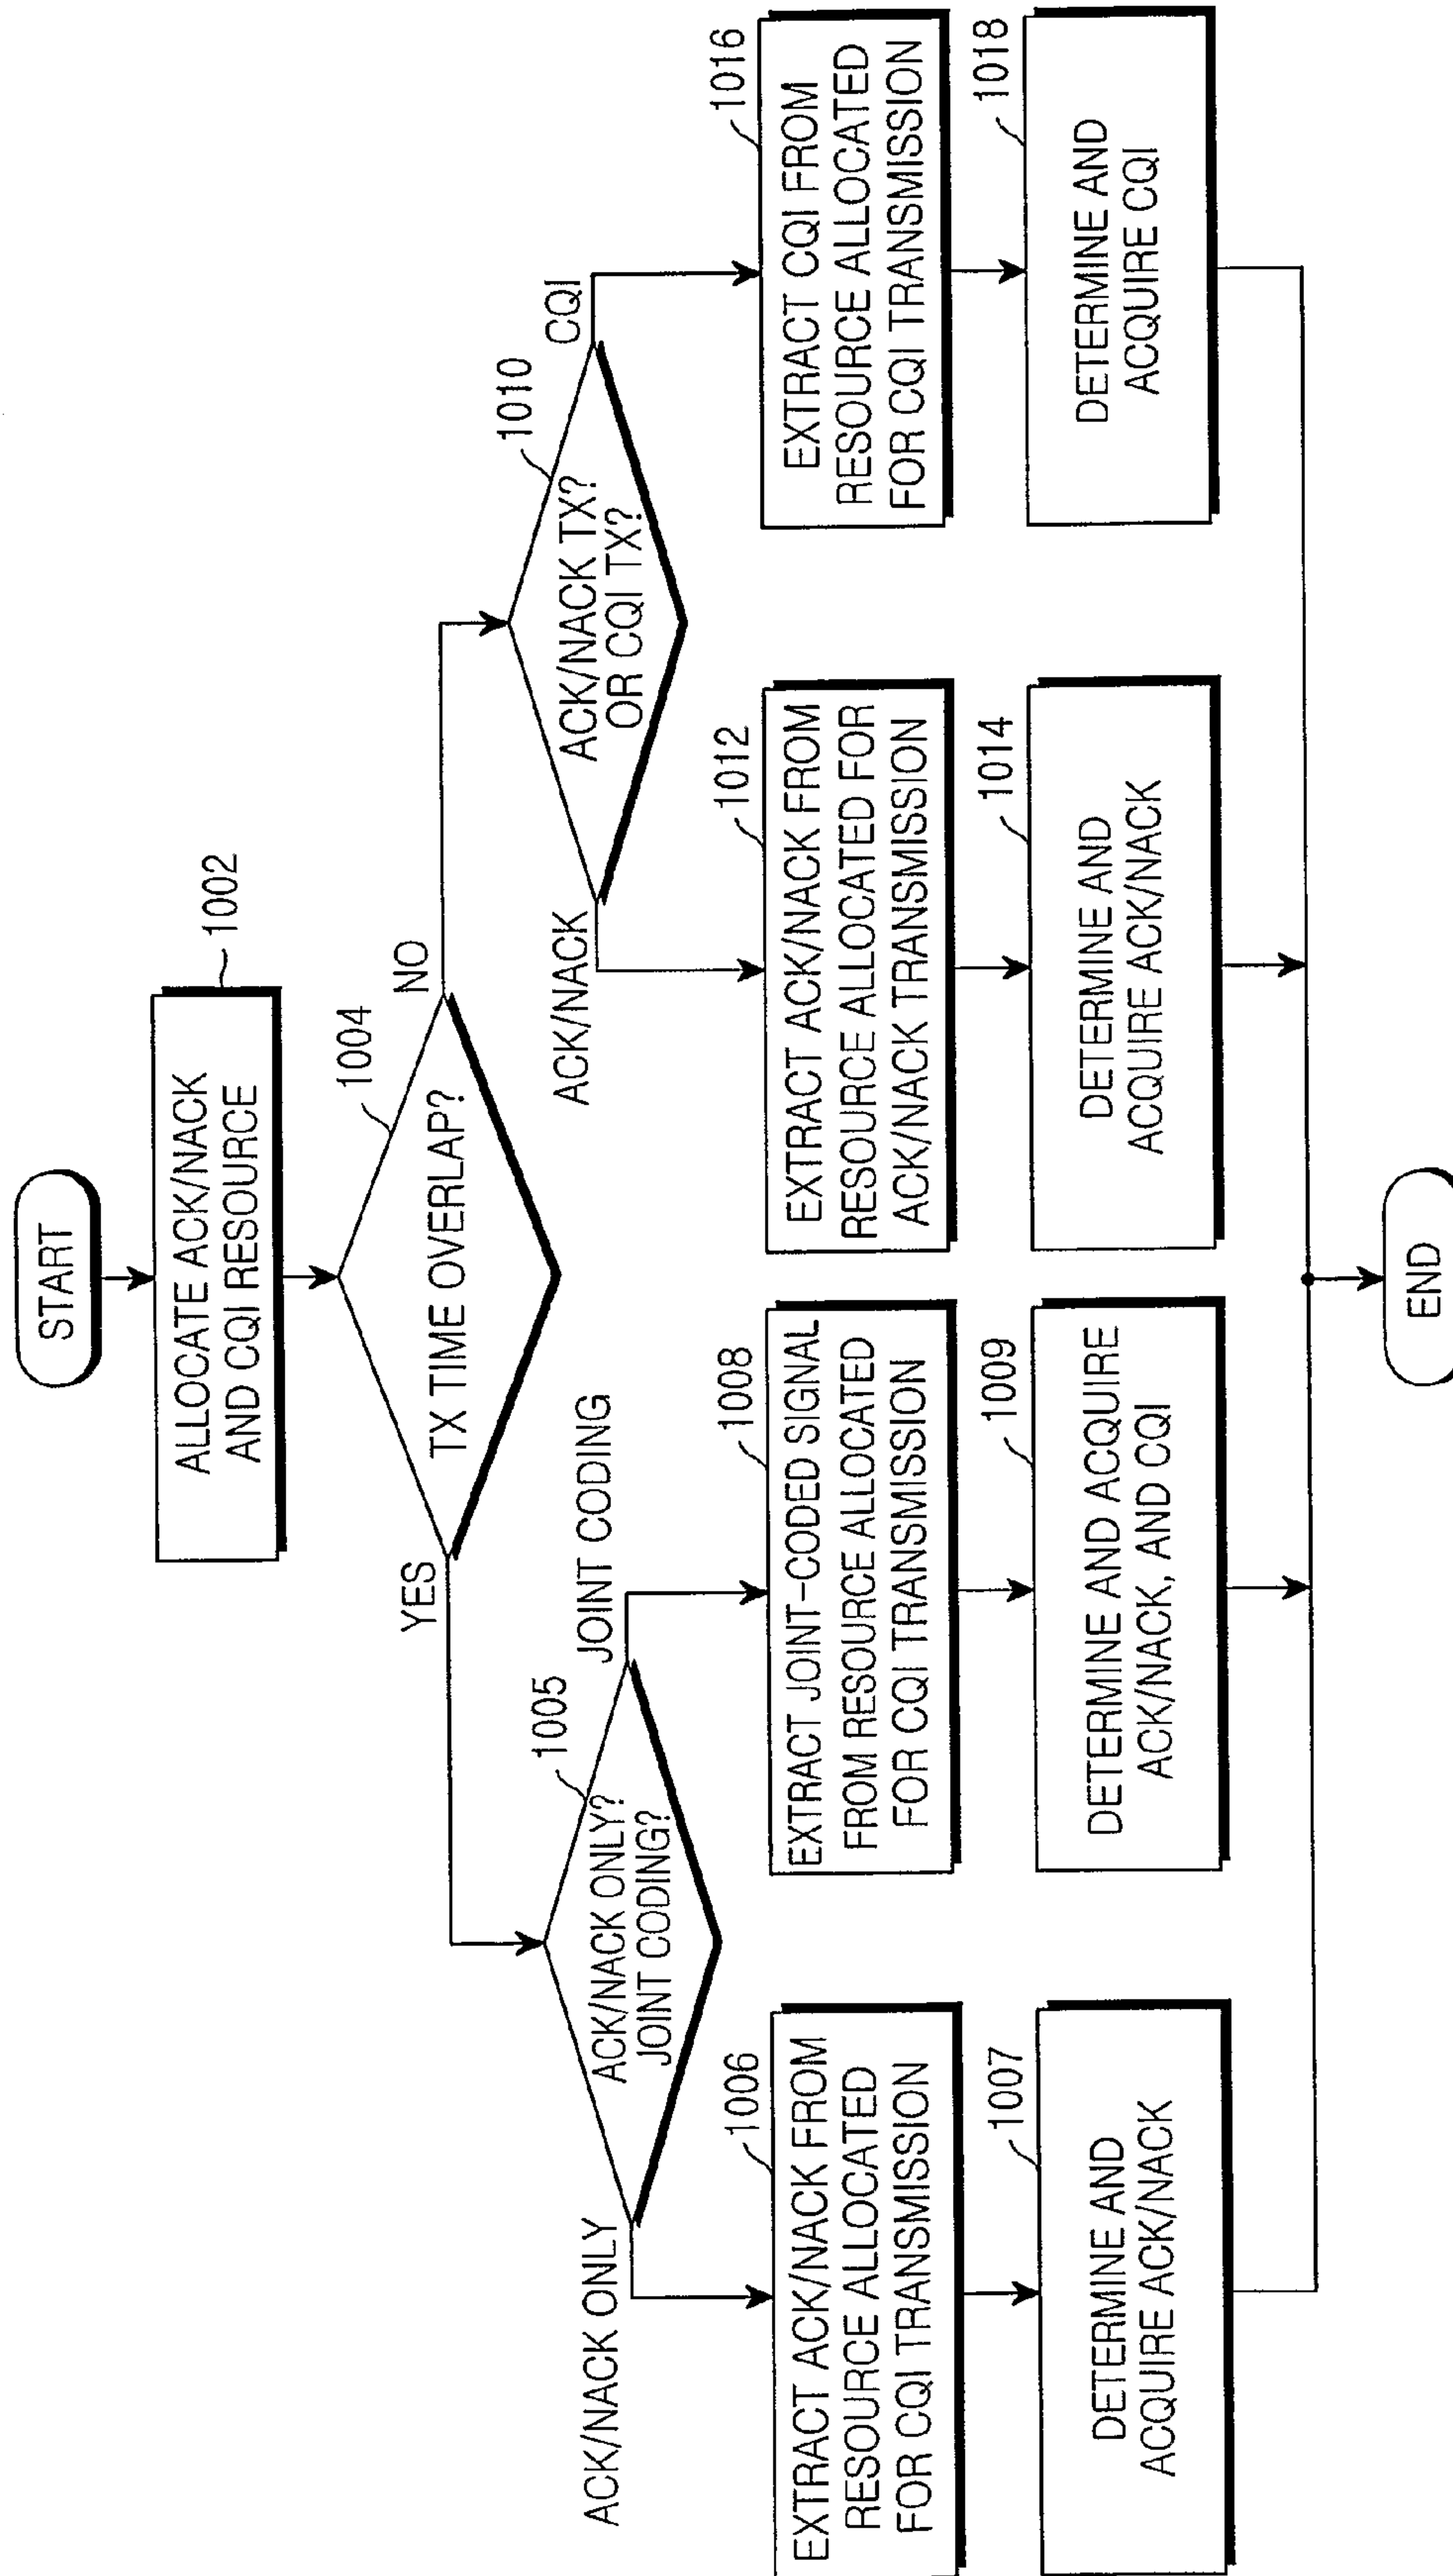 START
ALLOCATE ACK/NACK
AND CQI RESOURCE
1002
TX TIME OVERLAP?
1004
YES
NO
ACK/NACK ONLY?
JOINT CODING?
1005
ACK/NACK ONLY
JOINT CODING
ACK/NACK TX?
OR CQI TX?
1010
ACK/NACK
CQI
EXTRACT ACK/NACK FROM
RESOURCE ALLOCATED
FOR CQI TRANSMISSION
1006
EXTRACT JOINT-CODED SIGNAL
FROM RESOURCE ALLOCATED
FOR CQI TRANSMISSION
1008
EXTRACT ACK/NACK FROM
RESOURCE ALLOCATED FOR
ACK/NACK TRANSMISSION
1012
EXTRACT CQI FROM
RESOURCE ALLOCATED
FOR CQI TRANSMISSION
1016
DETERMINE AND
ACQUIRE ACK/NACK
1007
DETERMINE AND ACQUIRE
ACK/NACK, AND CQI
1009
DETERMINE AND
ACQUIRE ACK/NACK
1014
DETERMINE AND
ACQUIRE CQI
1018
END